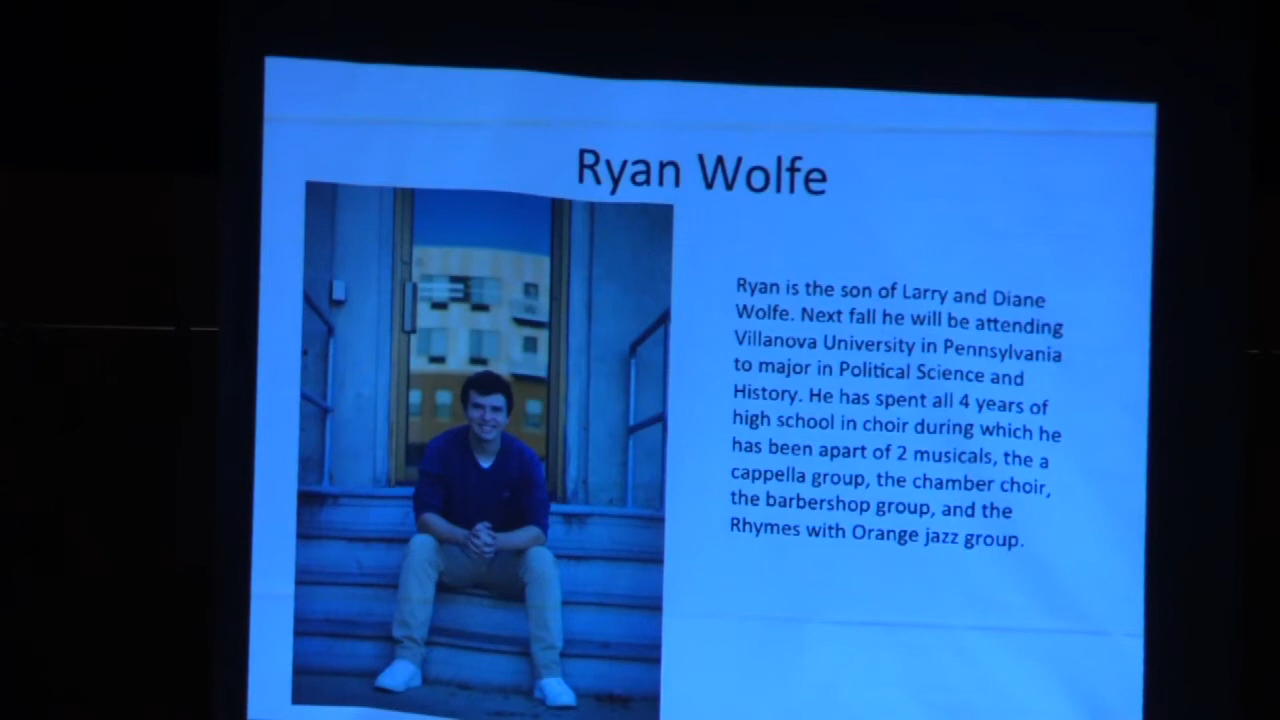 Ryan Wolfe
Ryan is the son of Larry and Diane
Wolfe. Next fall he will be attending
Villanova University in Pennsylvania
to major in Political Science and
History. He has spent all 4 years of
high school in choir during which he
has been apart of 2 musicals, the a
cappella group, the chamber choir,
the barbershop group, and the
Rhymes with Orange jazz group.